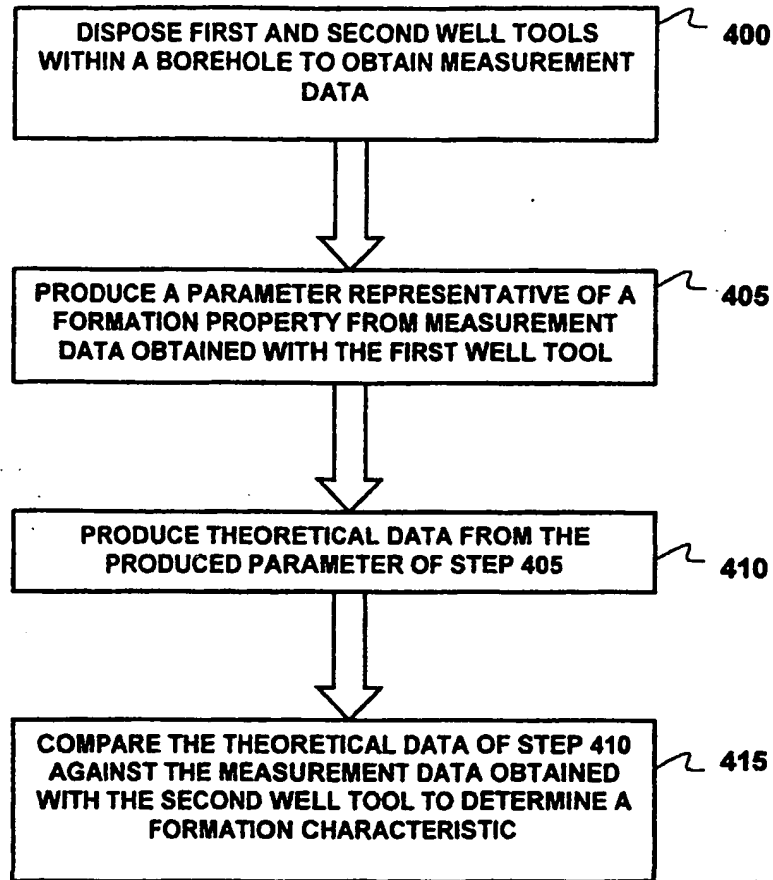 DISPOSE FIRST AND SECOND WELL TOOLS
WITHIN A BOREHOLE TO OBTAIN MEASUREMENT
DATA
400
PRODUCE A PARAMETER REPRESENTATIVE OF A
FORMATION PROPERTY FROM MEASUREMENT
DATA OBTAINED WITH THE FIRST WELL TOOL
405
PRODUCE THEORETICAL DATA FROM THE
PRODUCED PARAMETER OF STEP 405
410
COMPARE THE THEORETICAL DATA OF STEP 410
AGAINST THE MEASUREMENT DATA OBTAINED
WITH THE SECOND WELL TOOL TO DETERMINE A
FORMATION CHARACTERISTIC
415